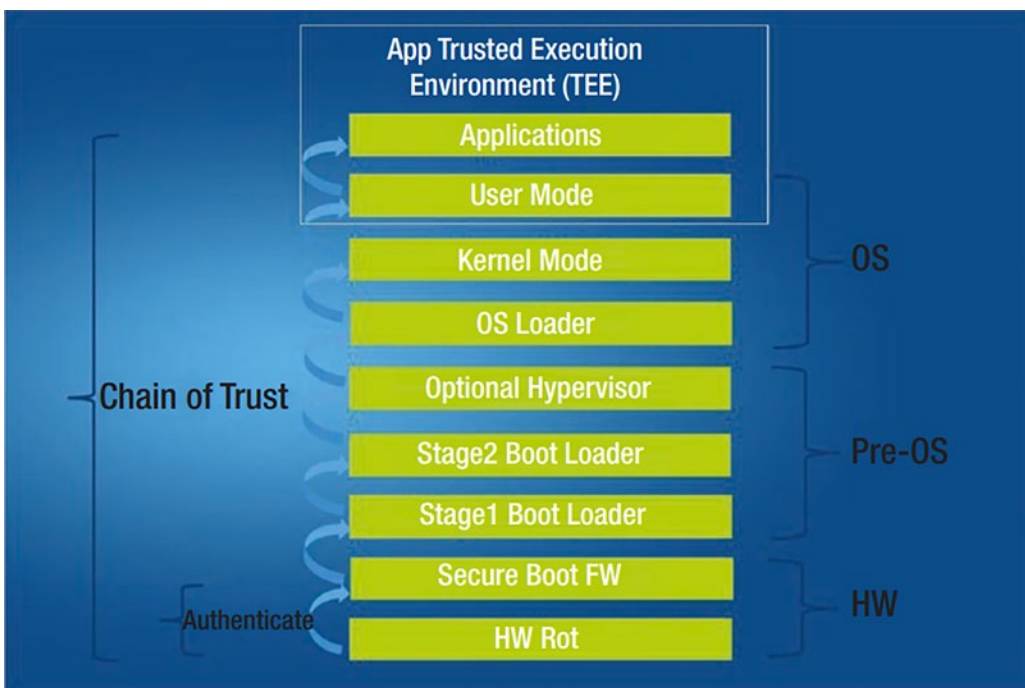 App Trusted Execution
Environment (TEE)
Applications
User Mode
Kernel Mode
OS Loader
Optional Hypervisor
Stage2 Boot Loader
Stage1 Boot Loader
Secure Boot FW
HW Rot
Chain of Trust
Authenticate
OS
Pre-OS
HW